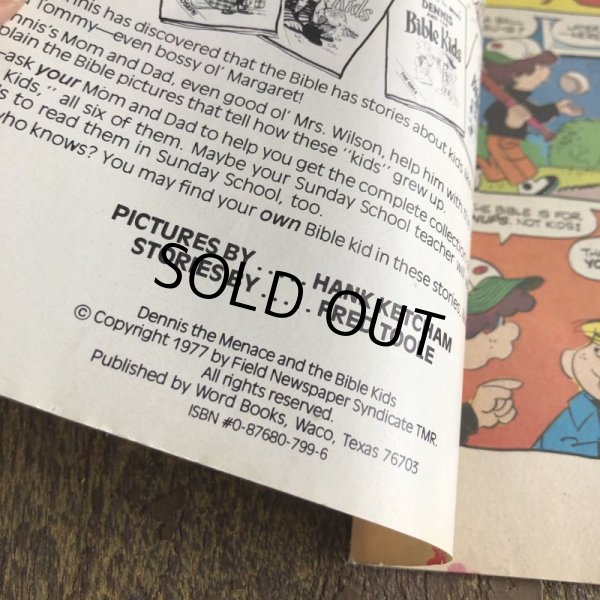 DENNIS
Bible Kids
Kids
nnis has discovered that the Bible has stories about kids
Tommy—even bossy ol' Margaret!
nnis's Mom and Dad, even good ol' Mrs. Wilson, help him with
plain the Bible pictures that tell how these "kids" grew up.
—ask your Mom and Dad to help you get the complete collection
Kids," all six of them. Maybe your Sunday School teacher will
to read them in Sunday School, too.
who knows? You may find your own Bible kid in these stories,
PICTURES BY . . . . . HANK KETCHAM
STORIES BY . . . . . FRED TOOLE
SOLD OUT
Dennis the Menace and the Bible Kids
© Copyright 1977 by Field Newspaper Syndicate TMR.
All rights reserved.
Published by Word Books, Waco, Texas 76703
ISBN #0-87680-799-6
BIBLE IS FOR
NOT KIDS!